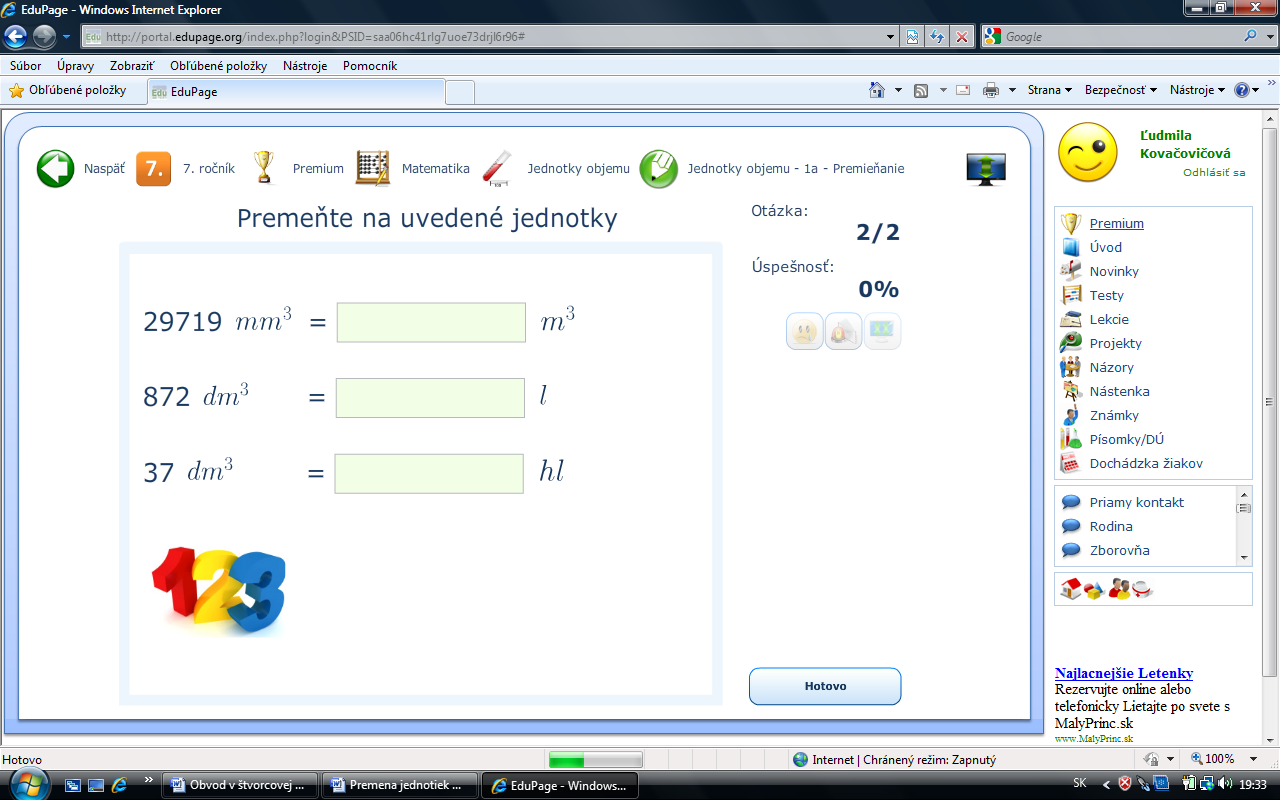 EduPage - Windows Internet Explorer
http://portal.edupage.org/index.php?login&PSID=saa06hc41rlg7uoe73drjl6r96#
Google
Súbor Úpravy Zobraziť Obľúbené položky Nástroje Pomocník
Obľúbené položky EduPage Strana Bezpečnosť Nástroje
Naspäť 7. 7. ročník Premium Matematika Jednotky objemu Jednotky objemu - 1a - Premieňanie
Premeňte na uvedené jednotky
29719 mm³ = m³
872 dm³ = l
37 dm³ = hl
123
Otázka:
2/2
Úspešnosť:
0%
Hotovo
Ľudmila
Kovačovičová
Odhlásiť sa
Premium
Úvod
Novinky
Testy
Lekcie
Projekty
Názory
Nástenka
Známky
Písomky/DÚ
Dochádzka žiakov
Priamy kontakt
Rodina
Zborovňa
Najlacnejšie Letenky
Rezervujte online alebo
telefonicky Lietajte po svete s
MalyPrinc.sk
www.MalyPrinc.sk
Hotovo Internet | Chránený režim: Zapnutý 100%
Obvod v štvorcovej ... Premena jednotiek ... EduPage - Windows... SK 19:33